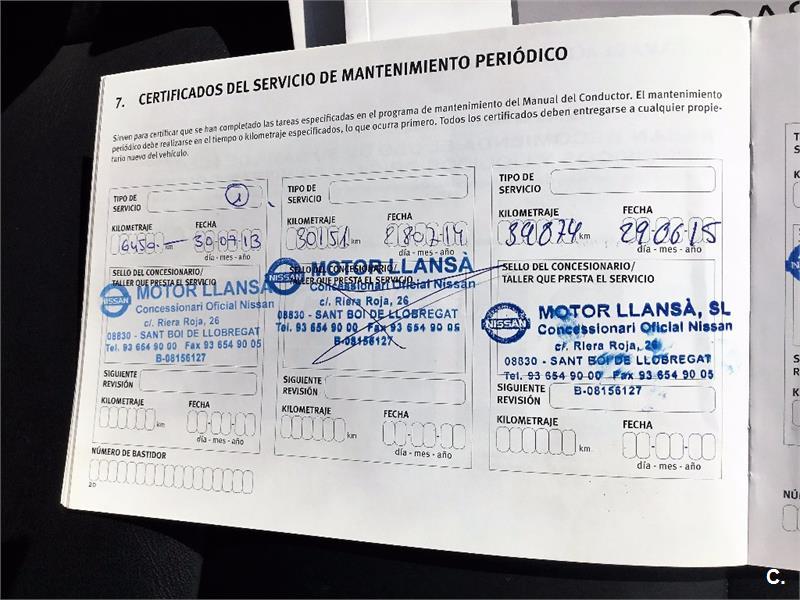 7. CERTIFICADOS DEL SERVICIO DE MANTENIMIENTO PERIÓDICO
Sirven para certificar que se han completado las tareas especificadas en el programa de mantenimiento del Manual del Conductor. El mantenimiento
periódico debe realizarse en el tiempo o kilometraje especificados, lo que ocurra primero. Todos los certificados deben entregarse a cualquier propie-
tario nuevo del vehículo.
TIPO DE
SERVICIO
1
KILOMETRAJE
FECHA
6450 km
30 07 13
día - mes - año
SELLO DEL CONCESIONARIO/
TALLER QUE PRESTA EL SERVICIO
NISSAN
MOTOR LLANSÀ
Concessionari Oficial Nissan
c/. Riera Roja, 26
08830 - SANT BOI DE LLOBREGAT
Tel. 93 654 90 00 Fax 93 654 90 05
B-08156127
SIGUIENTE
REVISIÓN
KILOMETRAJE
FECHA
km
día - mes - año
NÚMERO DE BASTIDOR
20
TIPO DE
SERVICIO
KILOMETRAJE
FECHA
30151 km
28 07 14
día - mes - año
SELLO DEL CONCESIONARIO/
TALLER QUE PRESTA EL SERVICIO
NISSAN
MOTOR LLANSÀ
Concessionari Oficial Nissan
c/. Riera Roja, 26
08830 - SANT BOI DE LLOBREGAT
Tel. 93 654 90 00 Fax 93 654 90 05
B-08156127
SIGUIENTE
REVISIÓN
KILOMETRAJE
FECHA
km
día - mes - año
TIPO DE
SERVICIO
KILOMETRAJE
FECHA
km
29 06 15
día - mes - año
SELLO DEL CONCESIONARIO/
TALLER QUE PRESTA EL SERVICIO
NISSAN
MOTOR LLANSÀ, SL
Concessionari Oficial Nissan
c/. Riera Roja, 26
08830 - SANT BOI DE LLOBREGAT
Tel. 93 654 90 00 Fax 93 654 90 05
B-08156127
SIGUIENTE
REVISIÓN
KILOMETRAJE
FECHA
km
día - mes - año
C.